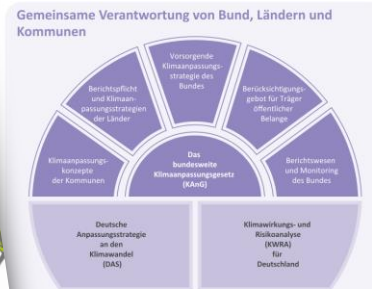 Gemeinsame Verantwortung von Bund, Ländern und
Kommunen
Klimaanpassungs-
konzepte
der Kommunen
Berichtspflicht
und Klimaan-
passungsstrategien
der Länder
Vorsorgende
Klimaanpassungs-
strategie des
Bundes
Berücksichtigungs-
gebot für Träger
öffentlicher
Belange
Berichtswesen
und Monitoring
des Bundes
Das
bundesweite
Klimaanpassungsgesetz
(KAnG)
Deutsche
Anpassungsstrategie
an den
Klimawandel
(DAS)
Klimawirkungs- und
Risikoanalyse
(KWRA)
für
Deutschland